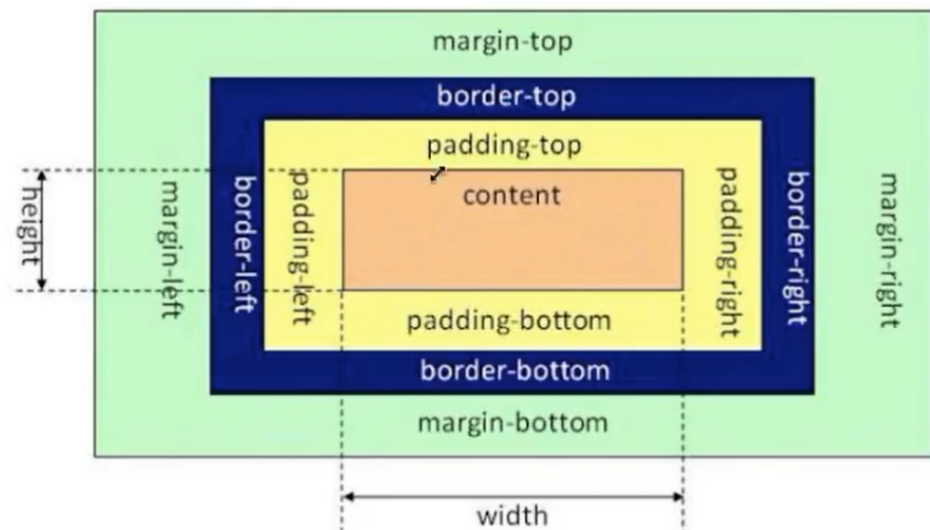 margin-top
border-top
padding-top
content
height
margin-left
border-left
padding-left
padding-right
border-right
margin-right
padding-bottom
border-bottom
margin-bottom
width